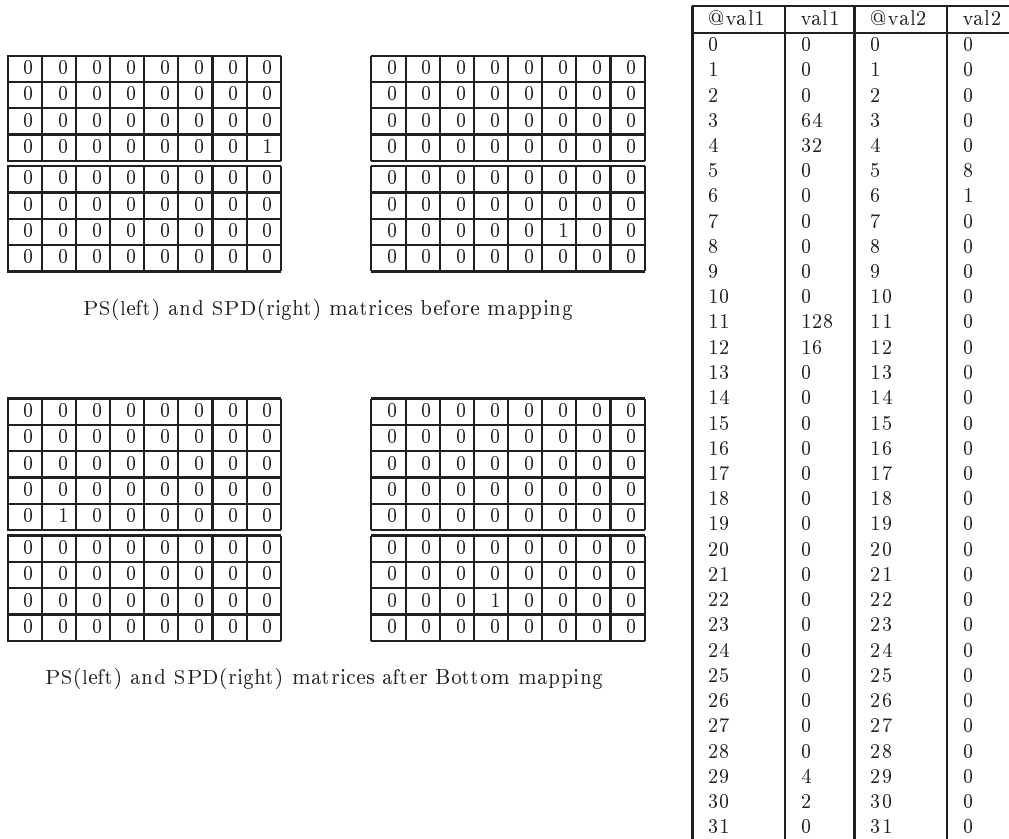 0 0 0 0 0 0 0 0
0 0 0 0 0 0 0 0
0 0 0 0 0 0 0 0
0 0 0 0 0 0 0 1
0 0 0 0 0 0 0 0
0 0 0 0 0 0 0 0
0 0 0 0 0 0 0 0
0 0 0 0 0 0 0 0
0 0 0 0 0 0 0 0
0 0 0 0 0 0 0 0
0 0 0 0 0 0 0 0
0 0 0 0 0 0 0 0
0 0 0 0 0 0 0 0
0 0 0 0 0 0 0 0
0 0 0 0 0 1 0 0
0 0 0 0 0 0 0 0
PS(left) and SPD(right) matrices before mapping
0 0 0 0 0 0 0 0
0 0 0 0 0 0 0 0
0 0 0 0 0 0 0 0
0 0 0 0 0 0 0 0
0 1 0 0 0 0 0 0
0 0 0 0 0 0 0 0
0 0 0 0 0 0 0 0
0 0 0 0 0 0 0 0
0 0 0 0 0 0 0 0
0 0 0 0 0 0 0 0
0 0 0 0 0 0 0 0
0 0 0 0 0 0 0 0
0 0 0 0 0 0 0 0
0 0 0 0 0 0 0 0
0 0 0 0 0 0 0 0
0 0 0 0 0 0 0 0
0 0 0 1 0 0 0 0
0 0 0 0 0 0 0 0
PS(left) and SPD(right) matrices after Bottom mapping
@val1 val1 @val2 val2
0 0 0 0
1 0 1 0
2 0 2 0
3 64 3 0
4 32 4 0
5 0 5 8
6 0 6 1
7 0 7 0
8 0 8 0
9 0 9 0
10 0 10 0
11 128 11 0
12 16 12 0
13 0 13 0
14 0 14 0
15 0 15 0
16 0 16 0
17 0 17 0
18 0 18 0
19 0 19 0
20 0 20 0
21 0 21 0
22 0 22 0
23 0 23 0
24 0 24 0
25 0 25 0
26 0 26 0
27 0 27 0
28 0 28 0
29 4 29 0
30 2 30 0
31 0 31 0